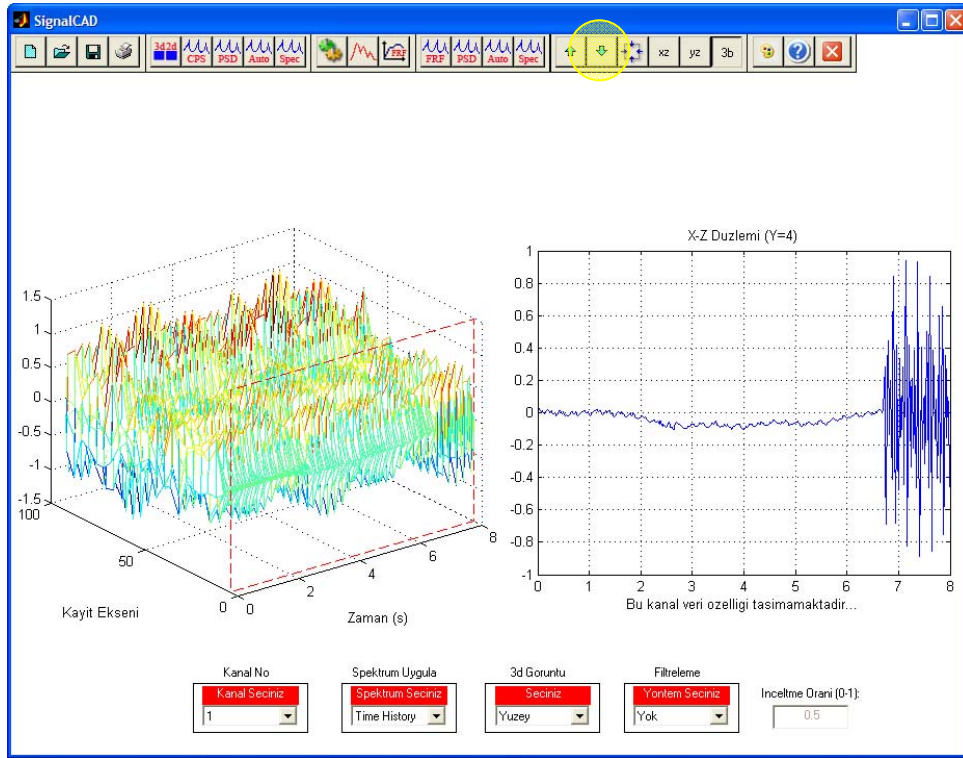 SignalCAD
3d2d CPS PSD Auto Spec FRF FRF PSD Auto Spec xz yz 3b ?
X-Z Duzlemi (Y=4)
1.5
1
0.5
0
-0.5
-1
-1.5
100
50
0
0
2
4
6
8
Kayit Ekseni
Zaman (s)
1
0.8
0.6
0.4
0.2
0
-0.2
-0.4
-0.6
-0.8
-1
0 1 2 3 4 5 6 7 8
Bu kanal veri ozelligi tasimamaktadir...
Kanal No Spektrum Uygula 3d Goruntu Filtreleme
Kanal Seciniz Spektrum Seciniz Seciniz Yontem Seciniz Inceltme Orani (0-1):
1 Time History Yuzey Yok 0.5